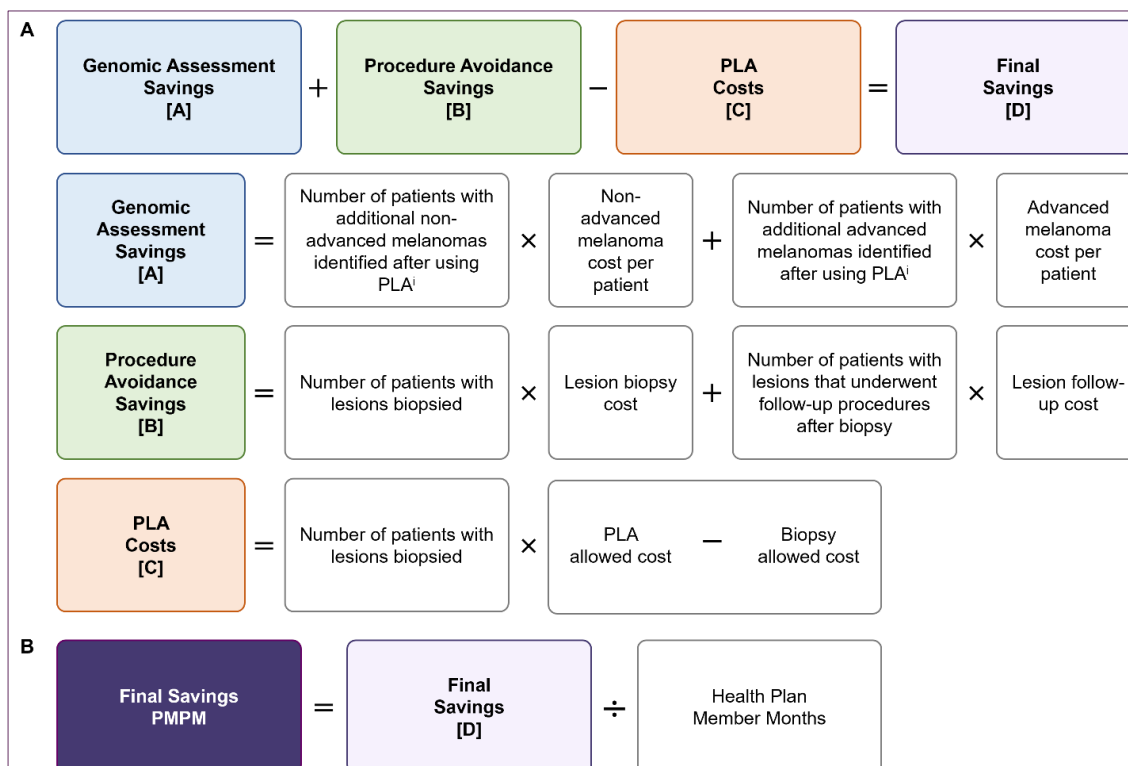 A
Genomic Assessment
Savings
[A]
+
Procedure Avoidance
Savings
[B]
−
PLA
Costs
[C]
=
Final
Savings
[D]
Genomic
Assessment
Savings
[A]
=
Number of patients with
additional non-
advanced melanomas
identified after using
PLAⁱ
×
Non-
advanced
melanoma
cost per
patient
+
Number of patients with
additional advanced
melanomas identified
after using PLAⁱ
×
Advanced
melanoma
cost per
patient
Procedure
Avoidance
Savings
[B]
=
Number of patients with
lesions biopsied
×
Lesion biopsy
cost
+
Number of patients with
lesions that underwent
follow-up procedures
after biopsy
×
Lesion follow-
up cost
PLA
Costs
[C]
=
Number of patients with
lesions biopsied
×
PLA
allowed cost
−
Biopsy
allowed cost
B
Final Savings
PMPM
=
Final
Savings
[D]
÷
Health Plan
Member Months